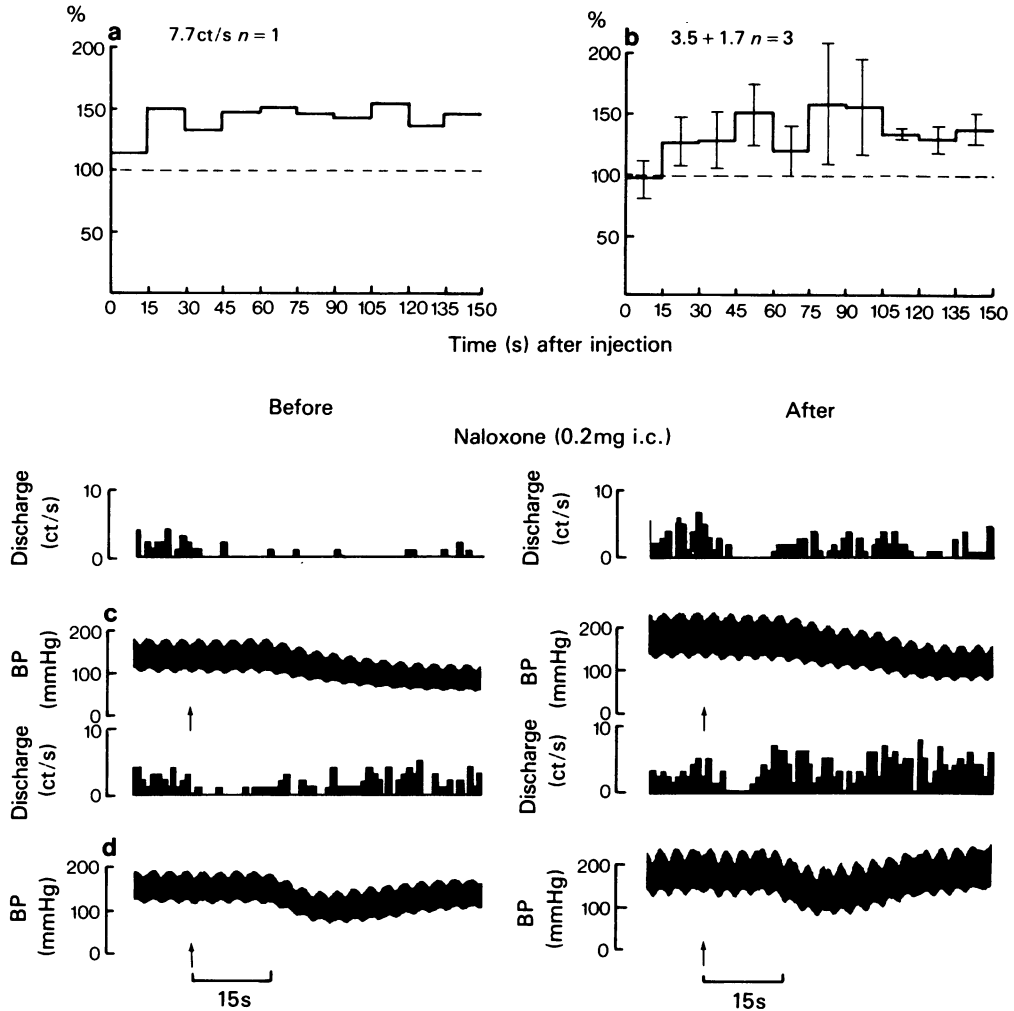 %
a
7.7ct/s n = 1
200
150
100
50
0 15 30 45 60 75 90 105 120 135 150
%
b
3.5 + 1.7 n = 3
200
150
100
50
0 15 30 45 60 75 90 105 120 135 150
Time (s) after injection
Before
After
Naloxone (0.2mg i.c.)
Discharge
(ct/s)
10
0
Discharge
(ct/s)
10
0
c
BP
(mmHg)
200
100
0
BP
(mmHg)
200
100
0
Discharge
(ct/s)
10
0
Discharge
(ct/s)
10
0
d
BP
(mmHg)
200
100
0
BP
(mmHg)
200
100
0
15s
15s